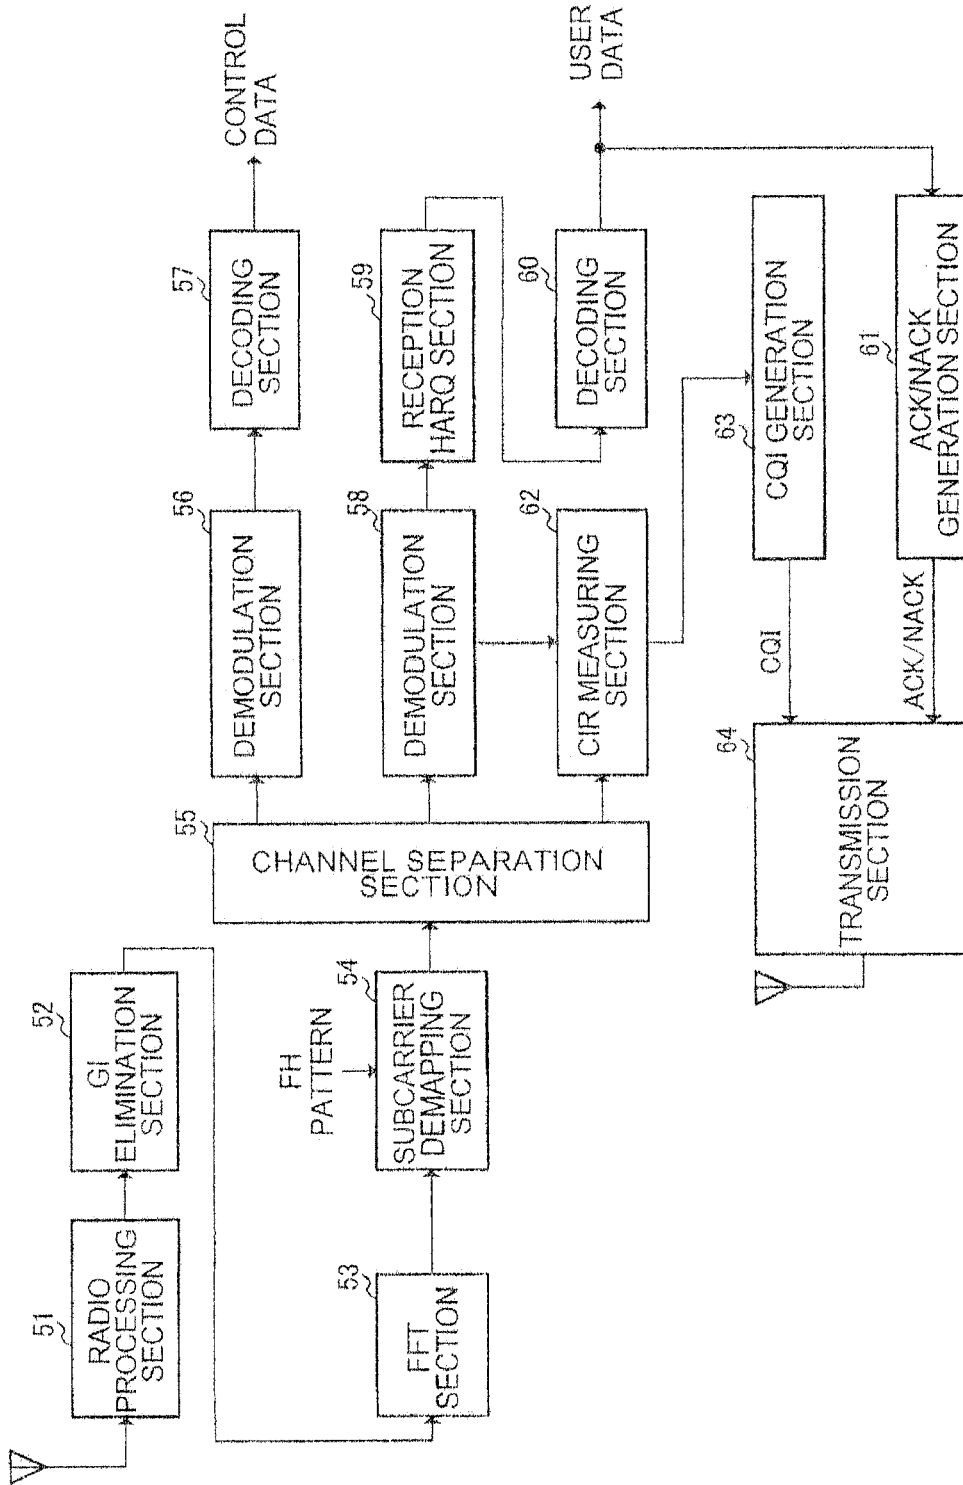 51
RADIO
PROCESSING
SECTION
52
GI
ELIMINATION
SECTION
53
FFT
SECTION
FH
PATTERN
54
SUBCARRIER
DEMAPPING
SECTION
55
CHANNEL SEPARATION
SECTION
56
DEMODULATION
SECTION
57
DECODING
SECTION
CONTROL
DATA
58
DEMODULATION
SECTION
59
RECEPTION
HARQ SECTION
62
CIR MEASURING
SECTION
60
DECODING
SECTION
USER
DATA
64
TRANSMISSION
SECTION
CQI
63
CQI GENERATION
SECTION
ACK/NACK
61
ACK/NACK
GENERATION SECTION